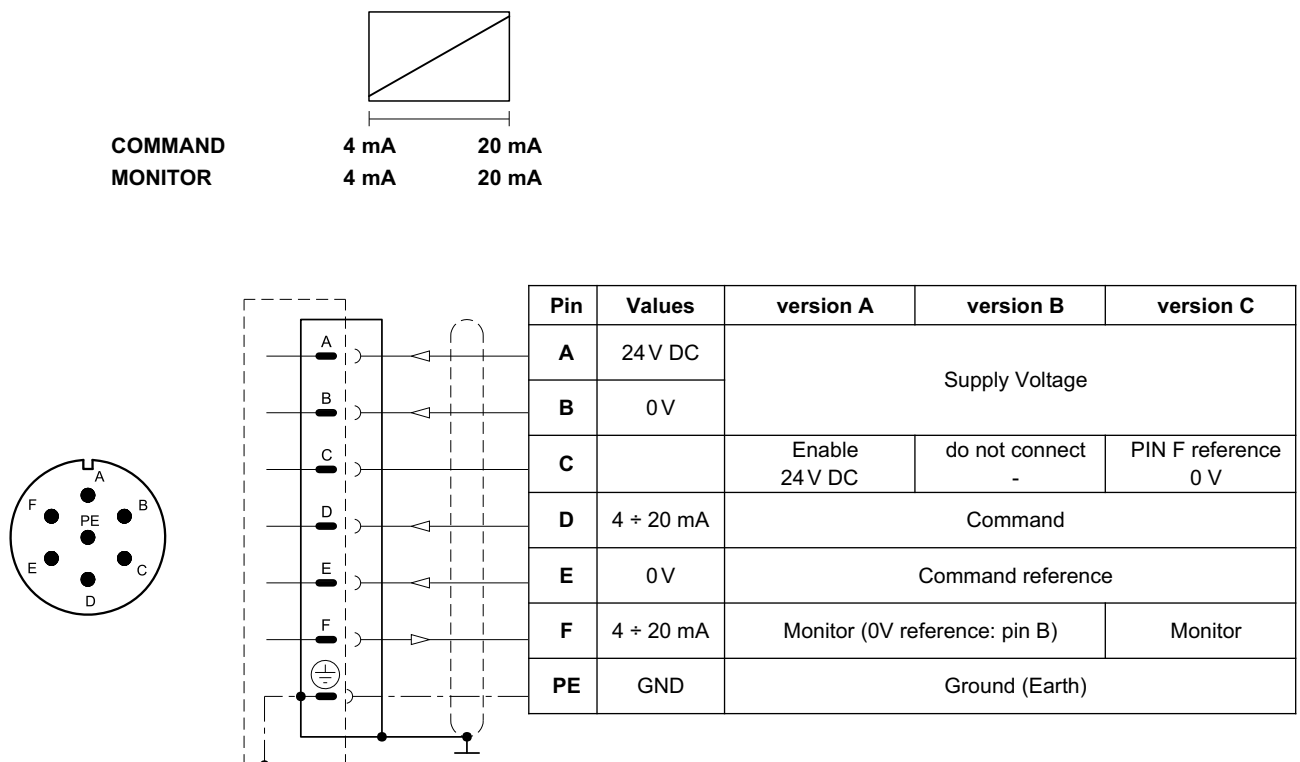 COMMAND 4 mA 20 mA
MONITOR 4 mA 20 mA
Pin Values version A version B version C
A 24 V DC
Supply Voltage
B 0 V
C Enable do not connect PIN F reference
24 V DC - 0 V
D 4 ÷ 20 mA Command
E 0 V Command reference
F 4 ÷ 20 mA Monitor (0V reference: pin B) Monitor
PE GND Ground (Earth)
A
B
C
D
E
F
A
F B
PE
E C
D